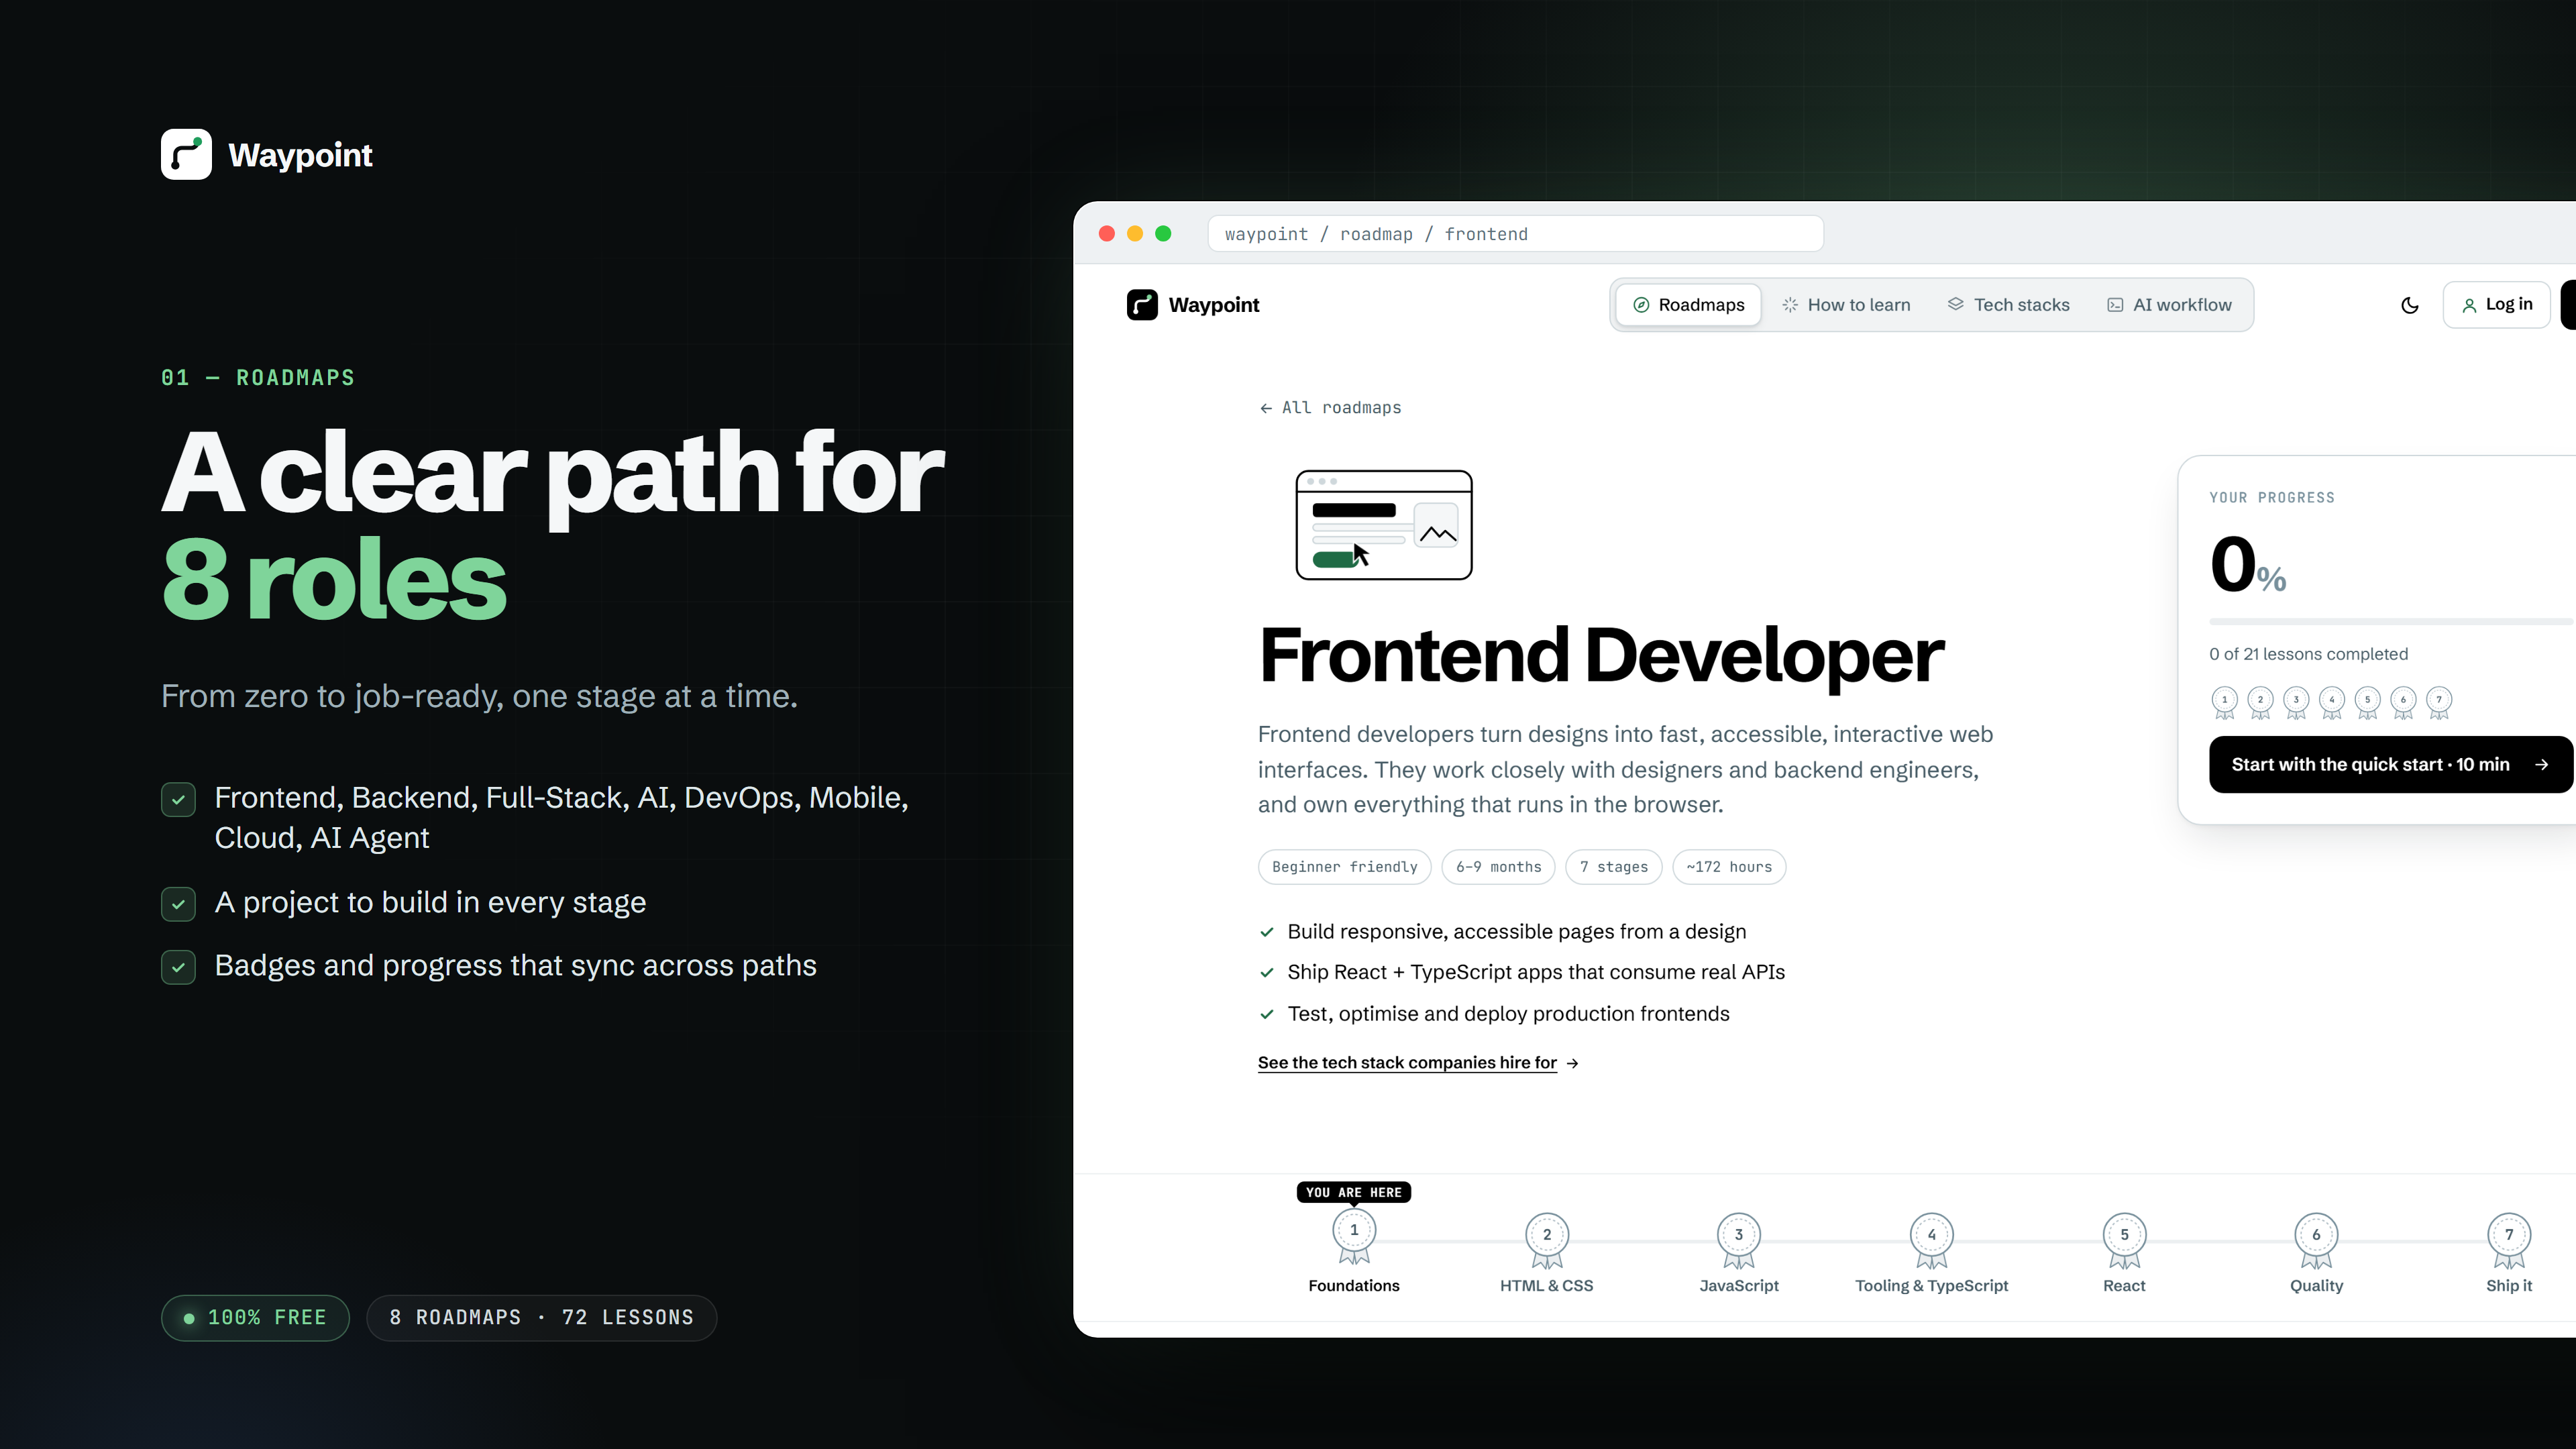 Waypoint
01 — ROADMAPS
A clear path for
8 roles
From zero to job-ready, one stage at a time.
Frontend, Backend, Full-Stack, AI, DevOps, Mobile,
Cloud, AI Agent
A project to build in every stage
Badges and progress that sync across paths
100% FREE
8 ROADMAPS · 72 LESSONS
waypoint / roadmap / frontend
Waypoint
Roadmaps
How to learn
Tech stacks
AI workflow
Log in
← All roadmaps
Frontend Developer
Frontend developers turn designs into fast, accessible, interactive web
interfaces. They work closely with designers and backend engineers,
and own everything that runs in the browser.
Beginner friendly
6–9 months
7 stages
~172 hours
Build responsive, accessible pages from a design
Ship React + TypeScript apps that consume real APIs
Test, optimise and deploy production frontends
See the tech stack companies hire for →
YOUR PROGRESS
0%
0 of 21 lessons completed
1 2 3 4 5 6 7
Start with the quick start · 10 min →
YOU ARE HERE
1 2 3 4 5 6 7
Foundations
HTML & CSS
JavaScript
Tooling & TypeScript
React
Quality
Ship it